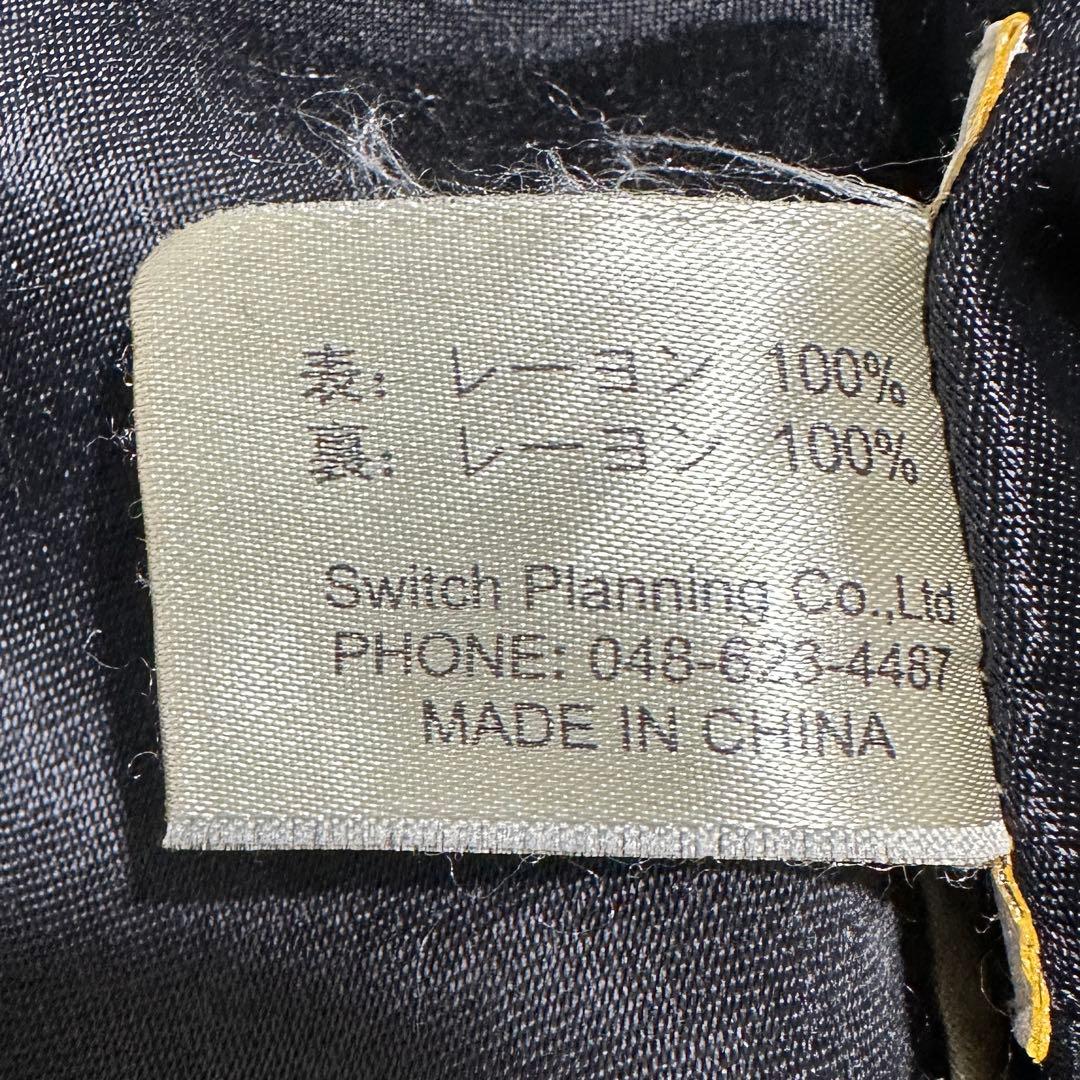 表: レーヨン 100%
裏: レーヨン 100%
Switch Planning Co.,Ltd
PHONE: 048-623-4487
MADE IN CHINA